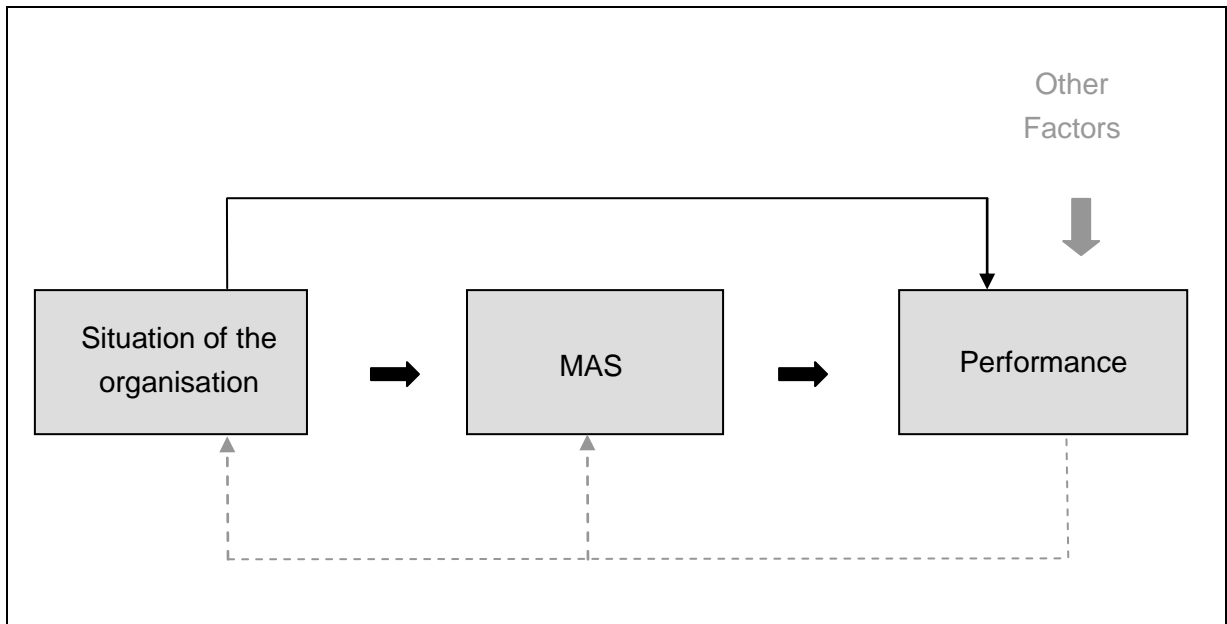 Other
Factors
Situation of the
organisation
MAS
Performance